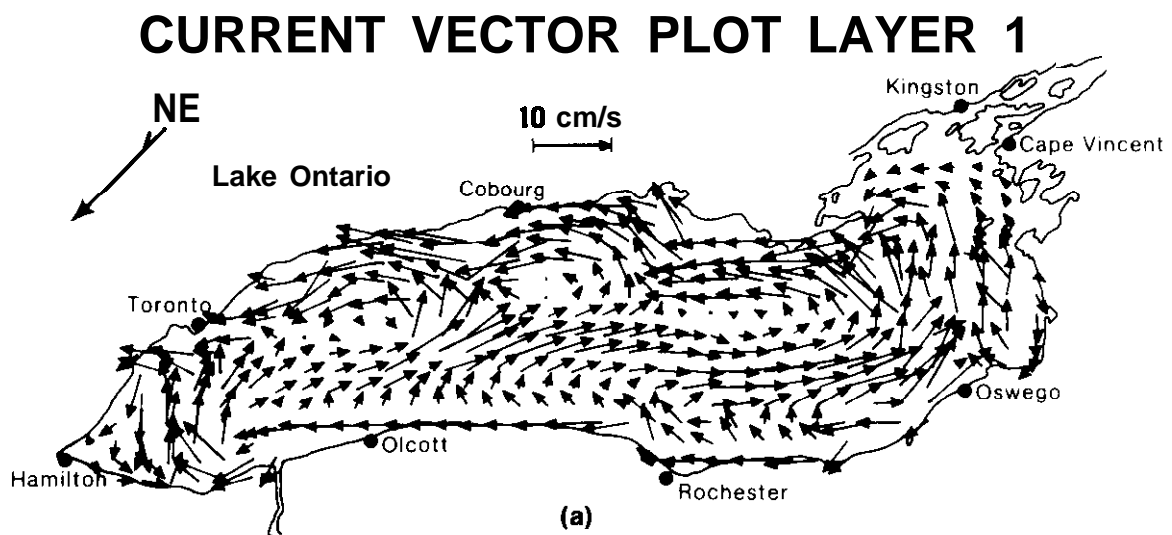 CURRENT VECTOR PLOT LAYER 1
Kingston
NE
10 cm/s
Cape Vincent
Lake Ontario
Cobourg
Toronto
Oswego
Olcott
Hamilton
Rochester
(a)